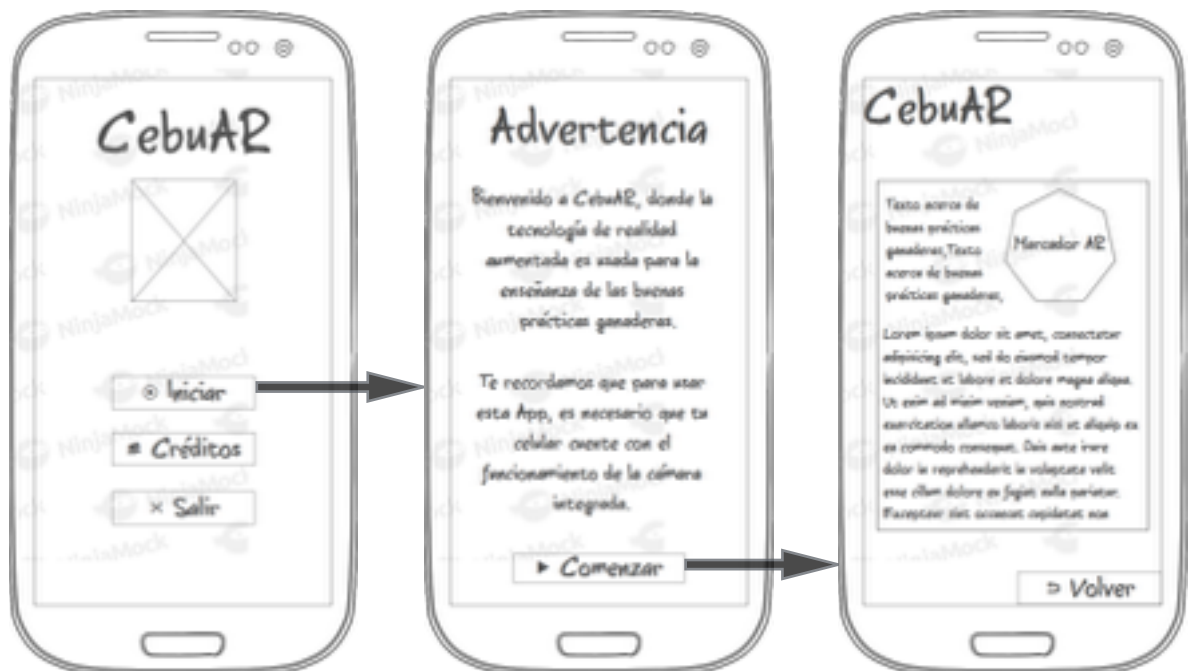 CebuAR
Iniciar
Créditos
Salir
Advertencia
Bienvenido a CebuAR, donde la
tecnología de realidad
aumentada es usada para la
enseñanza de las buenas
prácticas ganaderas.
Te recordamos que para usar
esta App, es necesario que tu
celular cuente con el
funcionamiento de la cámara
integrada.
Comenzar
CebuAR
Texto acerca de
buenas prácticas
ganaderas,Texto
acerca de buenas
prácticas ganaderas,
Marcador AR
Lorem ipsum dolor sit amet, consectetur
adipisicing elit, sed do eiusmod tempor
incididunt ut labore et dolore magna aliqua.
Ut enim ad minim veniam, quis nostrud
exercitation ullamco laboris nisi ut aliquip ex
ea commodo consequat. Duis aute irure
dolor in reprehenderit in voluptate velit
esse cillum dolore eu fugiat nulla pariatur.
Excepteur sint occaecat cupidatat non
Volver
NinjaMock